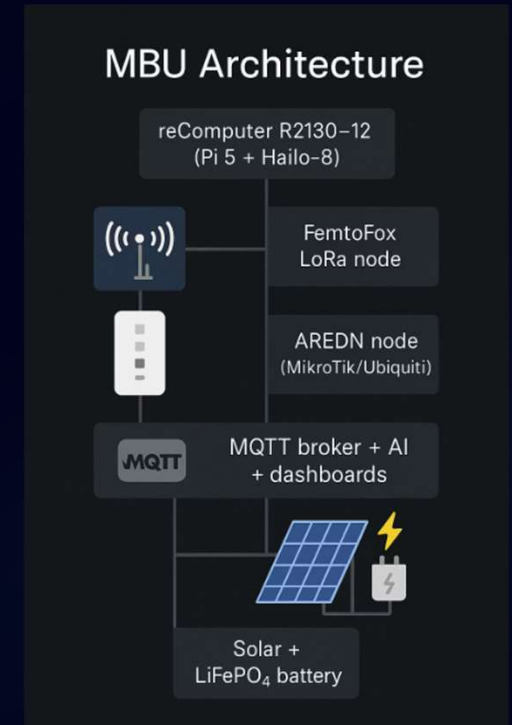 MBU Architecture
reComputer R2130-12
(Pi 5 + Hailo-8)
FemtoFox
LoRa node
AREDN node
(MikroTik/Ubiquiti)
MQTT
MQTT broker + AI
+ dashboards
Solar +
LiFePO₄ battery